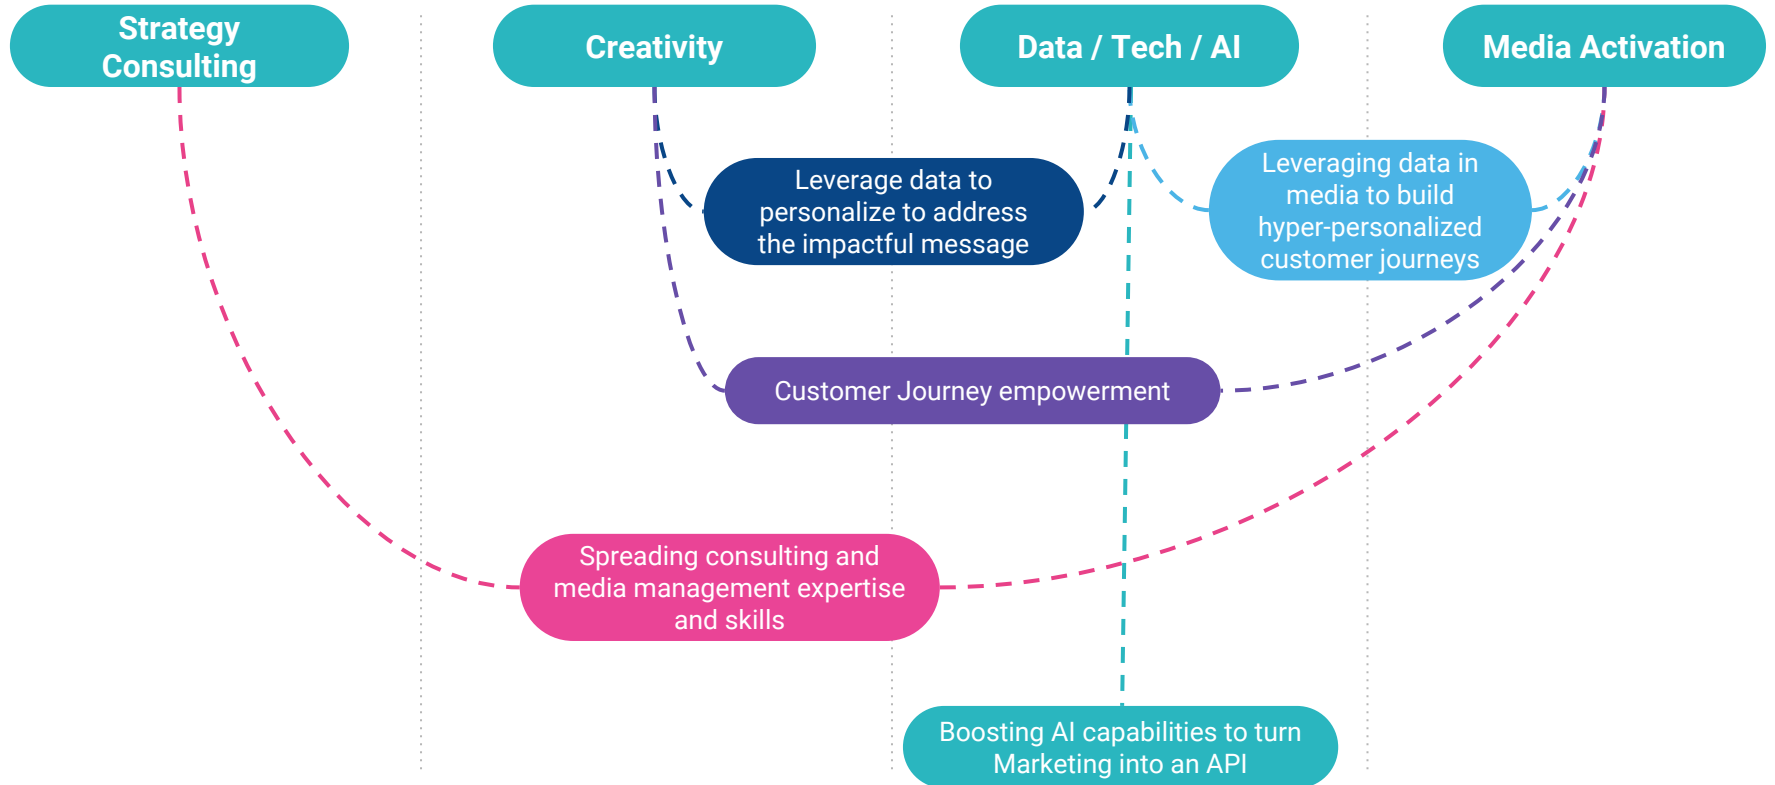 Strategy
Consulting
Creativity
Data / Tech / AI
Media Activation
Leverage data to
personalize to address
the impactful message
Leveraging data in
media to build
hyper-personalized
customer journeys
Customer Journey empowerment
Spreading consulting and
media management expertise
and skills
Boosting AI capabilities to turn
Marketing into an API